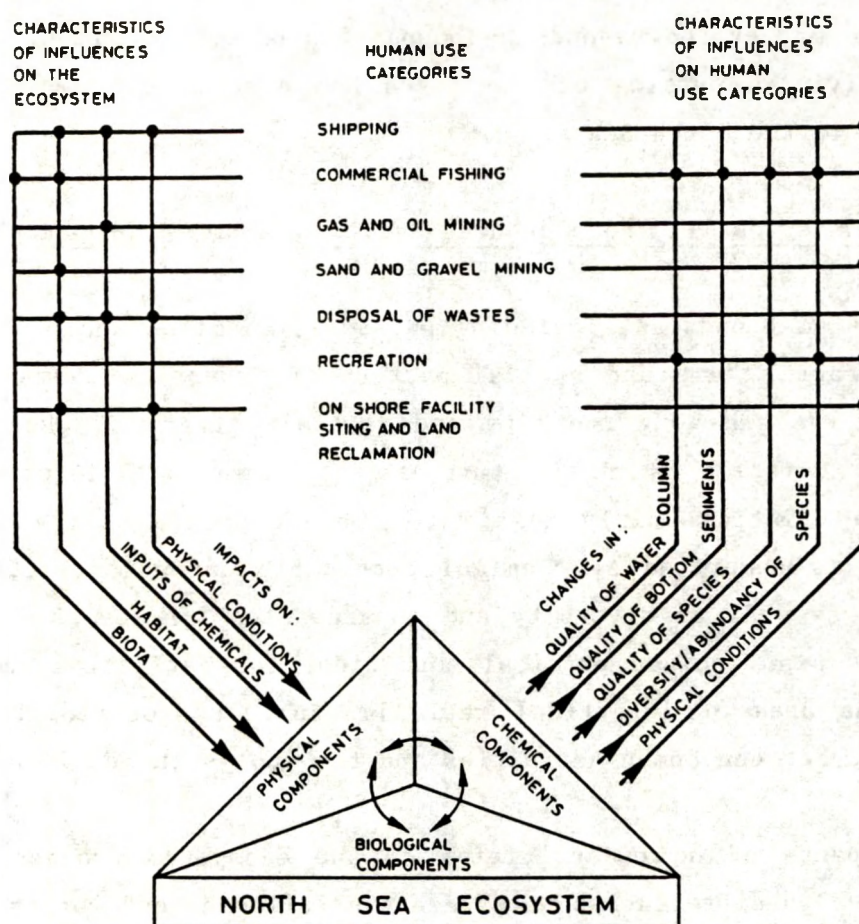 CHARACTERISTICS
OF INFLUENCES
ON THE
ECOSYSTEM
HUMAN USE
CATEGORIES
CHARACTERISTICS
OF INFLUENCES
ON HUMAN
USE CATEGORIES
SHIPPING
COMMERCIAL FISHING
GAS AND OIL MINING
SAND AND GRAVEL MINING
DISPOSAL OF WASTES
RECREATION
ON SHORE FACILITY
SITING AND LAND
RECLAMATION
IMPACTS ON:
PHYSICAL CONDITIONS
INPUTS OF CHEMICALS
HABITAT
BIOTA
CHANGES IN:
QUALITY OF WATER COLUMN
QUALITY OF BOTTOM SEDIMENTS
QUALITY OF SPECIES
DIVERSITY/ABUNDANCY OF SPECIES
PHYSICAL CONDITIONS
PHYSICAL
COMPONENTS
CHEMICAL
COMPONENTS
BIOLOGICAL
COMPONENTS
NORTH SEA ECOSYSTEM